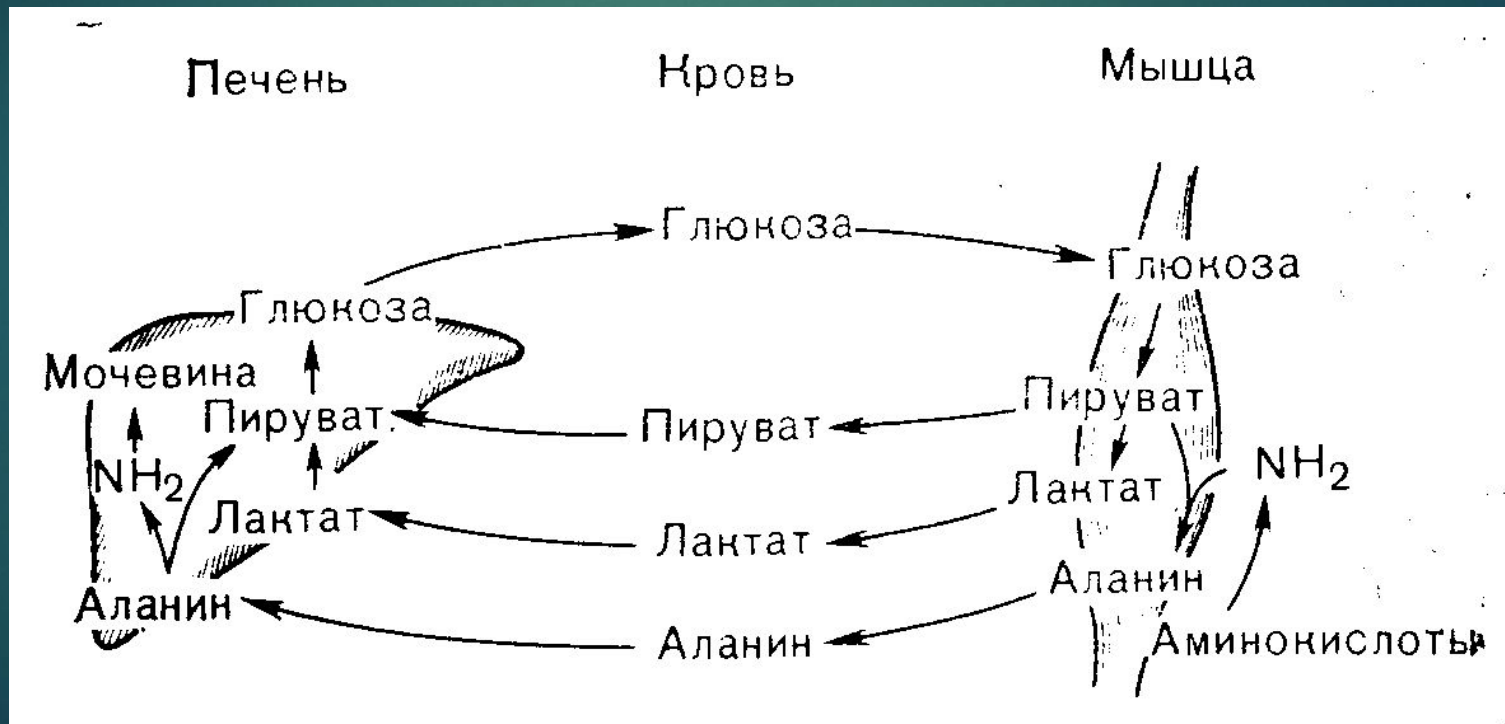 Печень Кровь Мышца
Глюкоза
Глюкоза
Глюкоза
Мочевина
Пируват
Пируват
Пируват
NH₂
Лактат
Лактат
Лактат
NH₂
Аланин
Аланин
Аланин
Аминокислоты